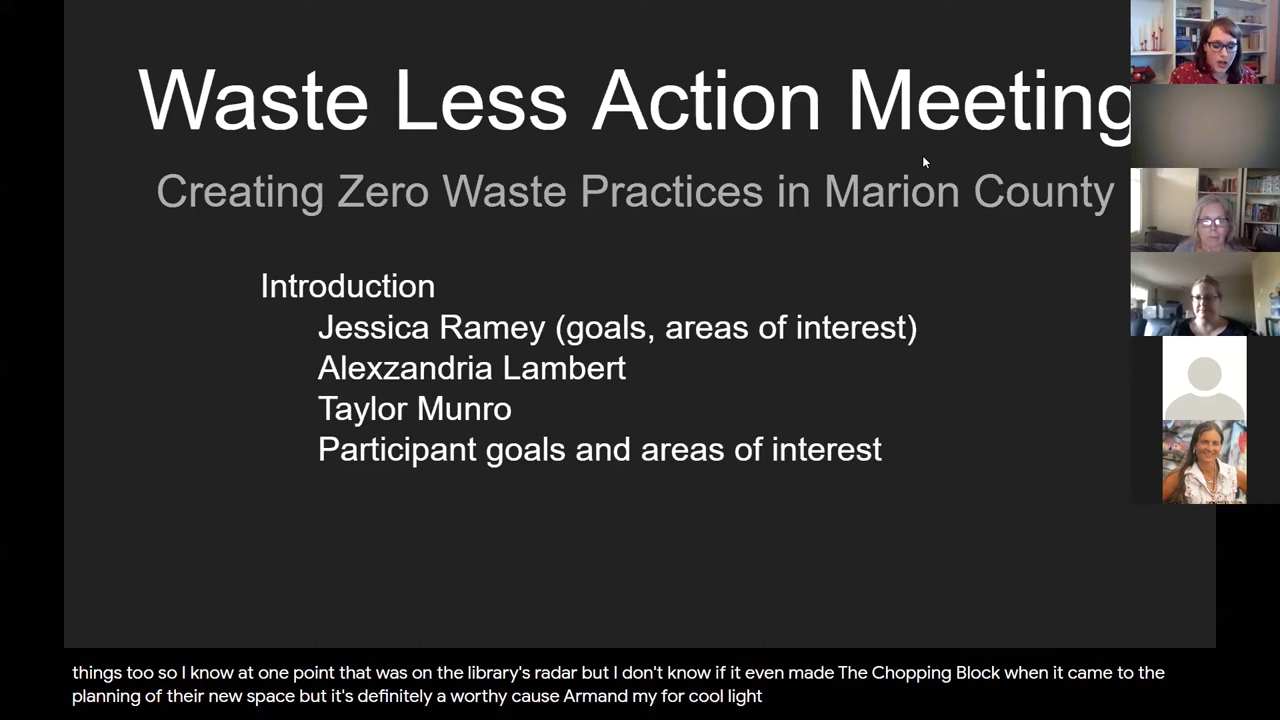 Waste Less Action Meeting
Creating Zero Waste Practices in Marion County
Introduction
Jessica Ramey (goals, areas of interest)
Alexzandria Lambert
Taylor Munro
Participant goals and areas of interest
things too so I know at one point that was on the library's radar but I don't know if it even made The Chopping Block when it came to the
planning of their new space but it's definitely a worthy cause Armand my for cool light